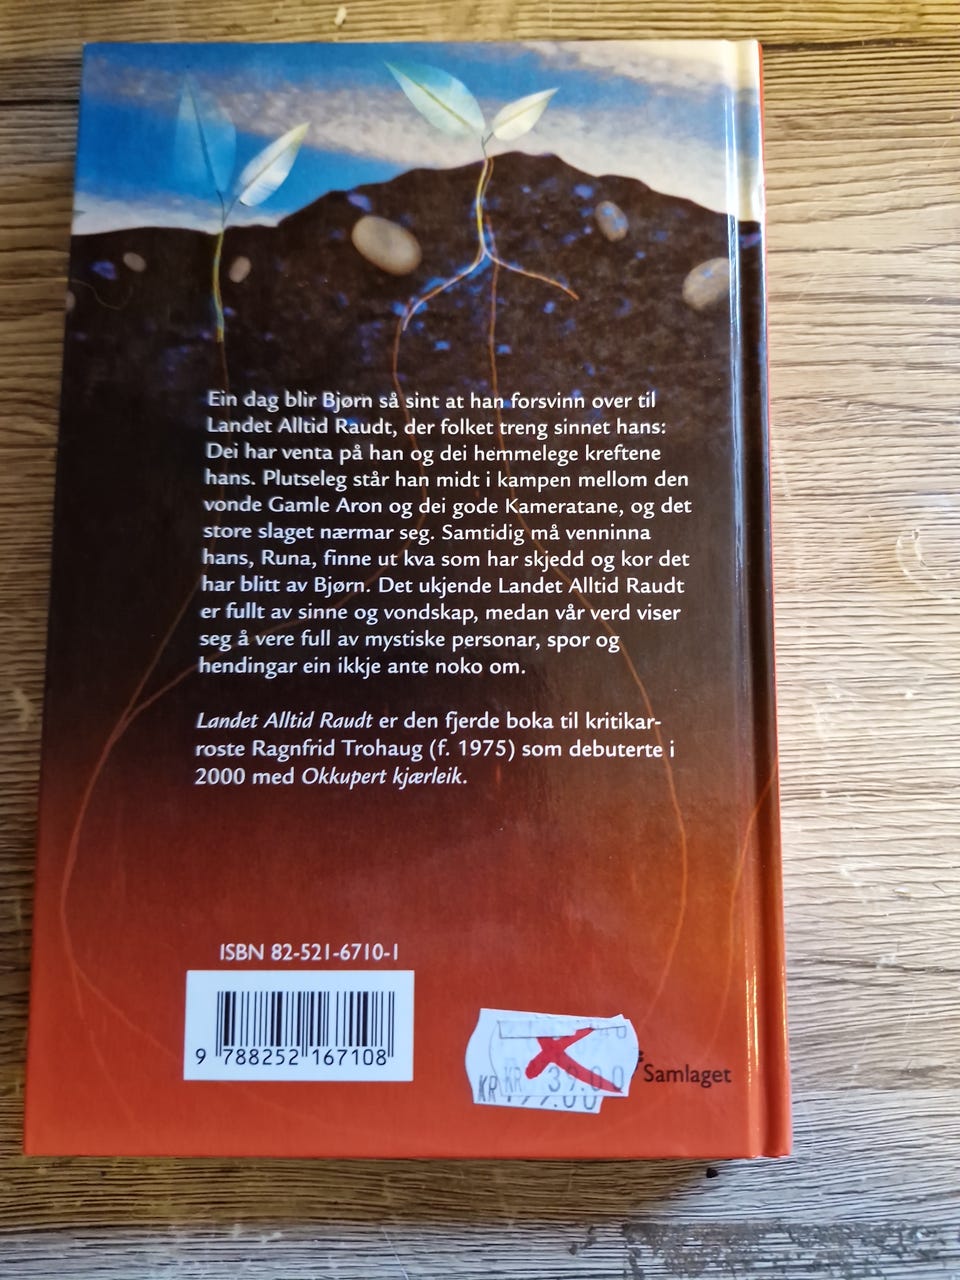 Ein dag blir Bjørn så sint at han forsvinn over til
Landet Alltid Raudt, der folket treng sinnet hans:
Dei har venta på han og dei hemmelege kreftene
hans. Plutseleg står han midt i kampen mellom den
vonde Gamle Aron og dei gode Kameratane, og det
store slaget nærmar seg. Samtidig må venninna
hans, Runa, finne ut kva som har skjedd og kor det
har blitt av Bjørn. Det ukjende Landet Alltid Raudt
er fullt av sinne og vondskap, medan vår verd viser
seg å vere full av mystiske personar, spor og
hendingar ein ikkje ante noko om.
Landet Alltid Raudt er den fjerde boka til kritikar-
roste Ragnfrid Trohaug (f. 1975) som debuterte i
2000 med Okkupert kjærleik.
ISBN 82-521-6710-1
9 788252 167108
KR 39.00
KR
Samlaget